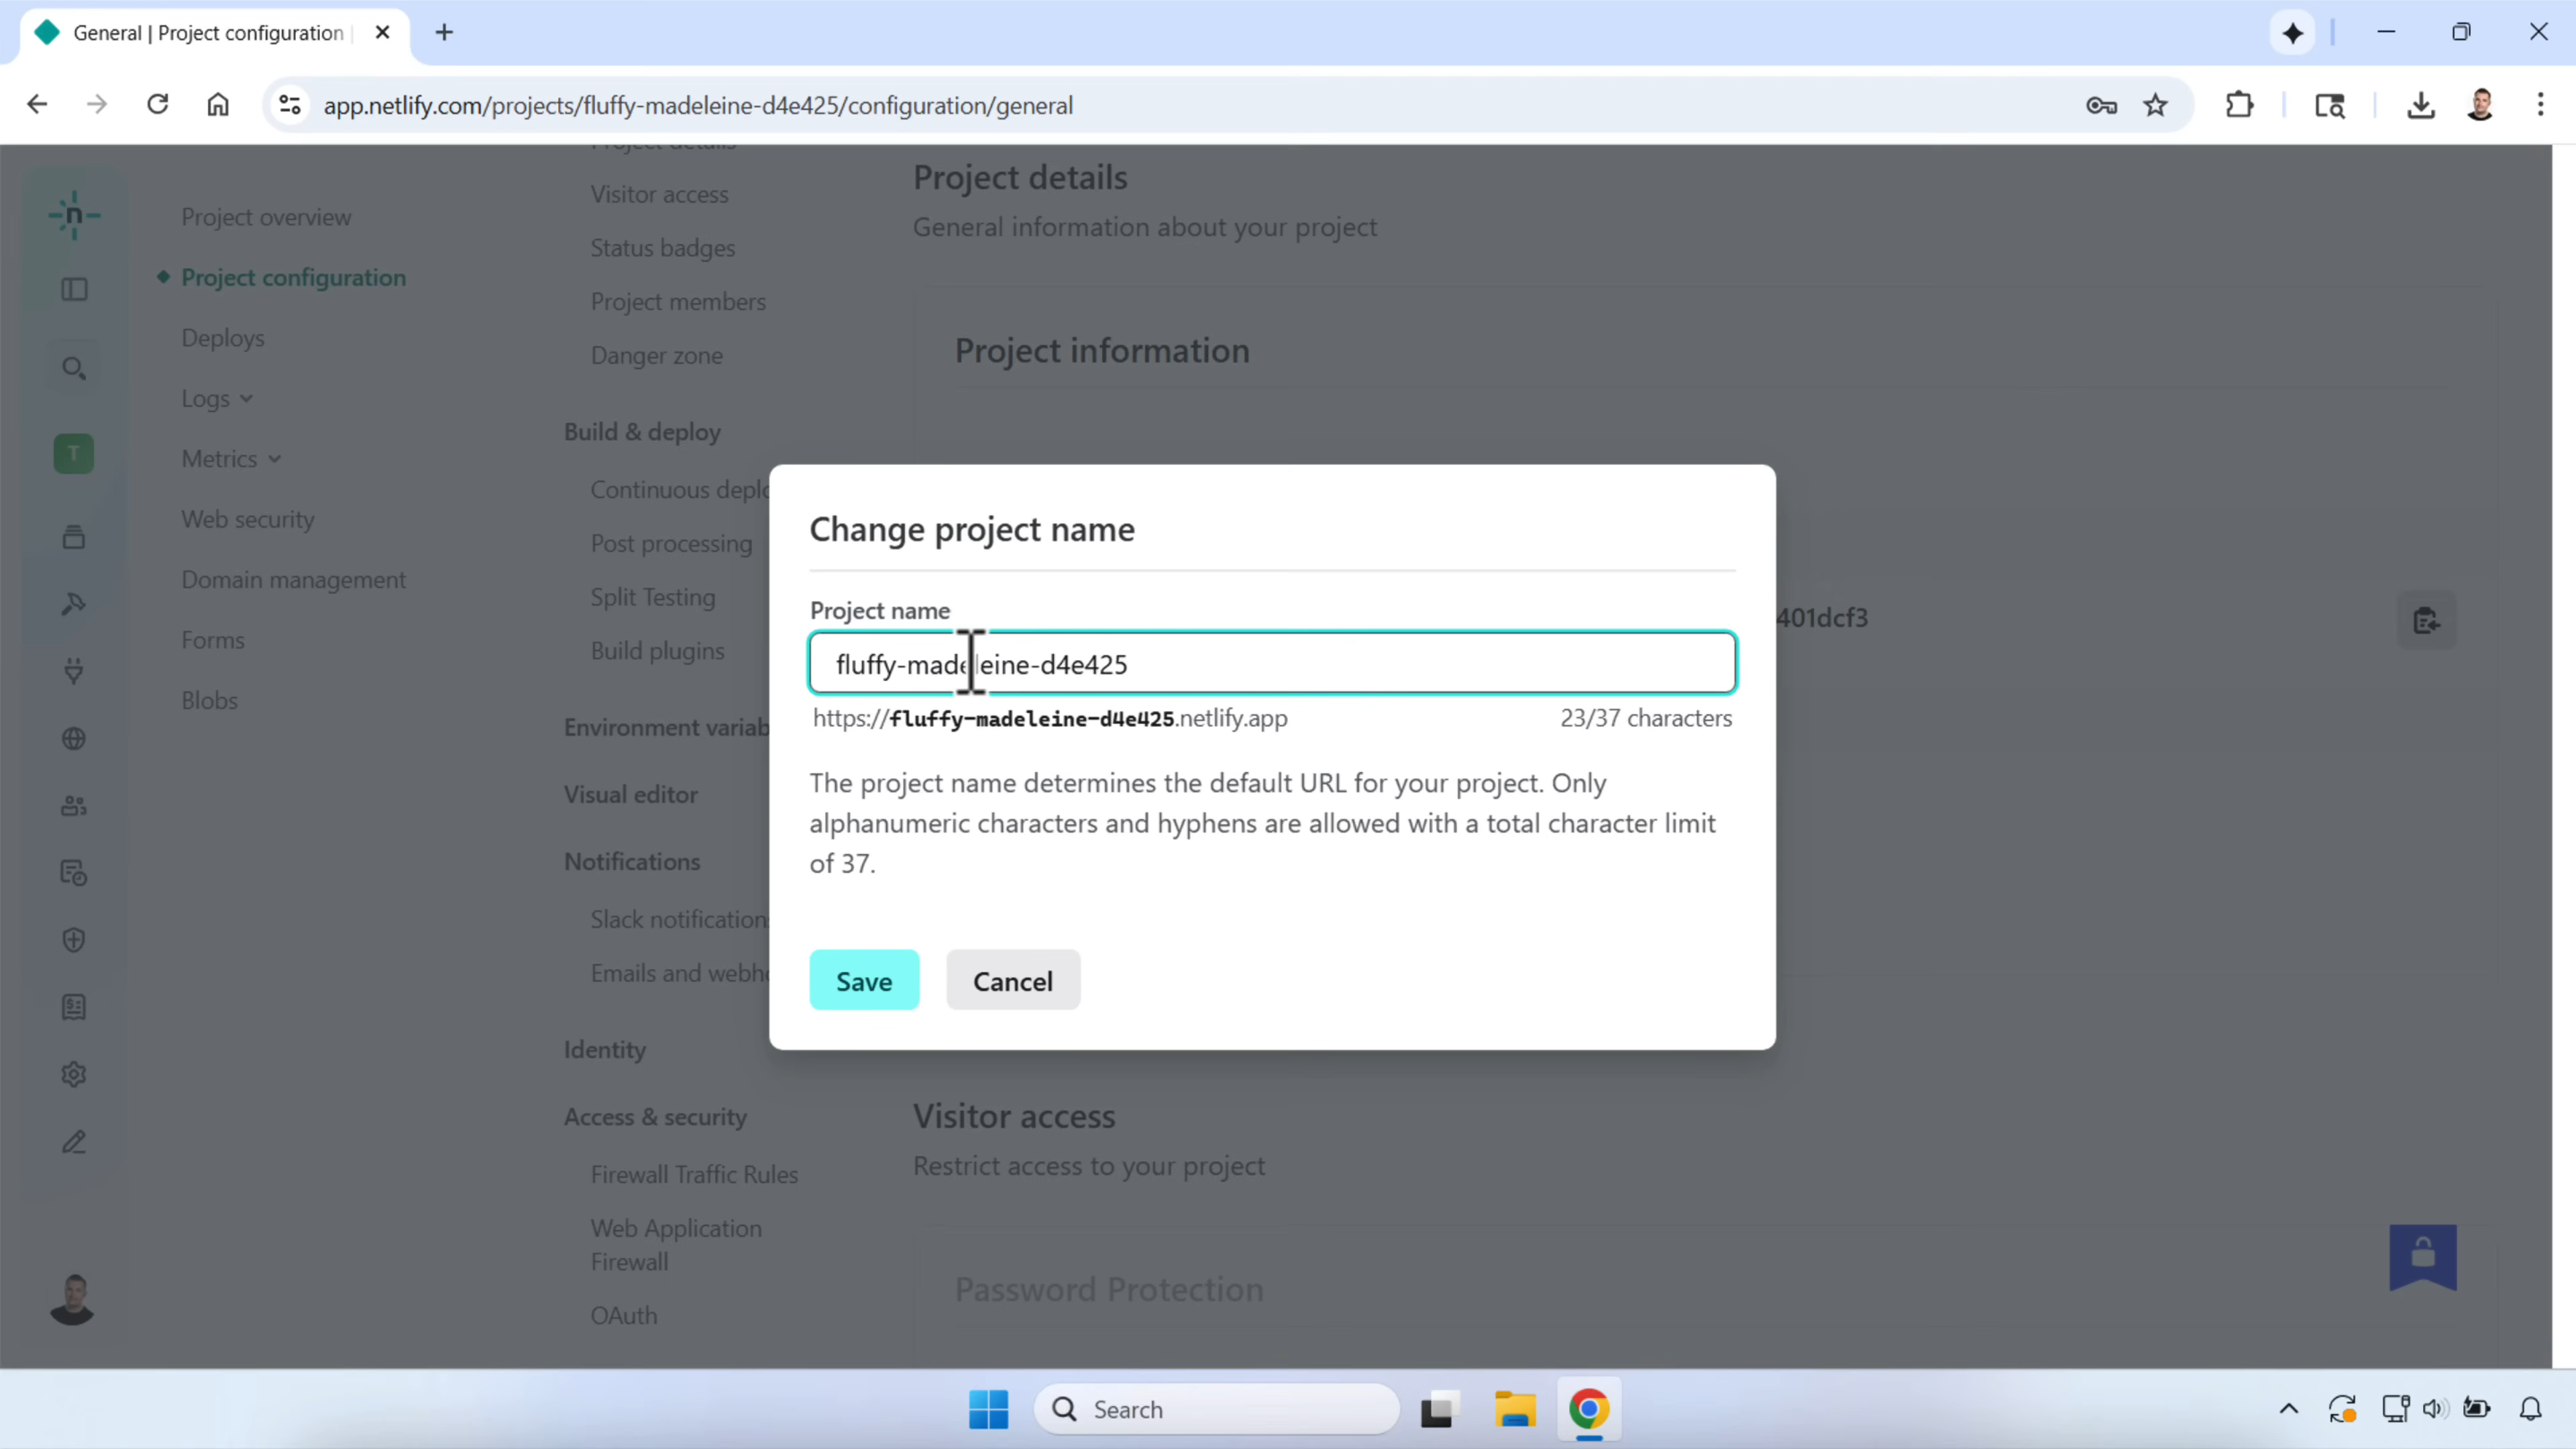 General | Project configuration
app.netlify.com/projects/fluffy-madeleine-d4e425/configuration/general
n
T
Project overview
Project configuration
Deploys
Logs
Metrics
Web security
Domain management
Forms
Blobs
Project details
Visitor access
Status badges
Project members
Danger zone
Build & deploy
Continuous deplo
Post processing
Split Testing
Build plugins
Environment variab
Visual editor
Notifications
Slack notifications
Emails and webho
Identity
Access & security
Firewall Traffic Rules
Web Application
Firewall
OAuth
Project details
General information about your project
Project information
401dcf3
Change project name
Project name
fluffy-madeleine-d4e425
https://fluffy-madeleine-d4e425.netlify.app
23/37 characters
The project name determines the default URL for your project. Only
alphanumeric characters and hyphens are allowed with a total character limit
of 37.
Save
Cancel
Visitor access
Restrict access to your project
Password Protection
Search